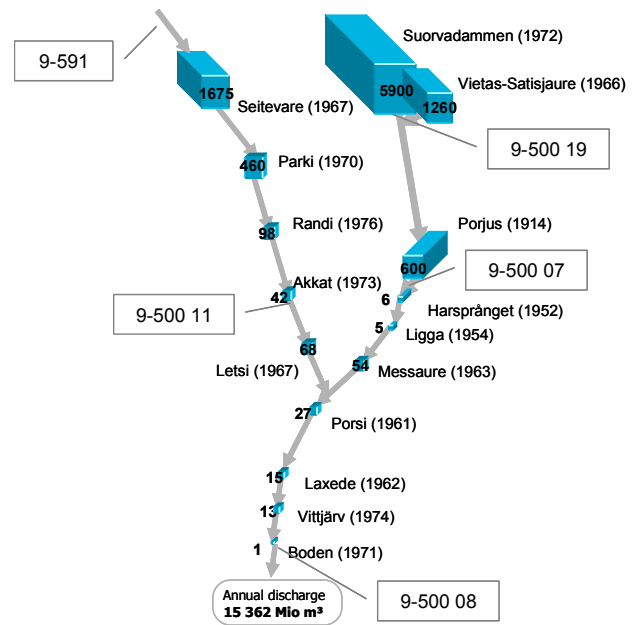 Suorvadammen (1972)
9-591
Vietas-Satisjaure (1966)
1675
5900
1260
Seitevare (1967)
9-500 19
460
Parki (1970)
98
Randi (1976)
Porjus (1914)
600
9-500 07
Akkat (1973)
42
6
Harsprånget (1952)
9-500 11
5
Ligga (1954)
68
Letsi (1967)
54
Messaure (1963)
27
Porsi (1961)
15
Laxede (1962)
13
Vittjärv (1974)
1
Boden (1971)
Annual discharge
15 362 Mio m³
9-500 08